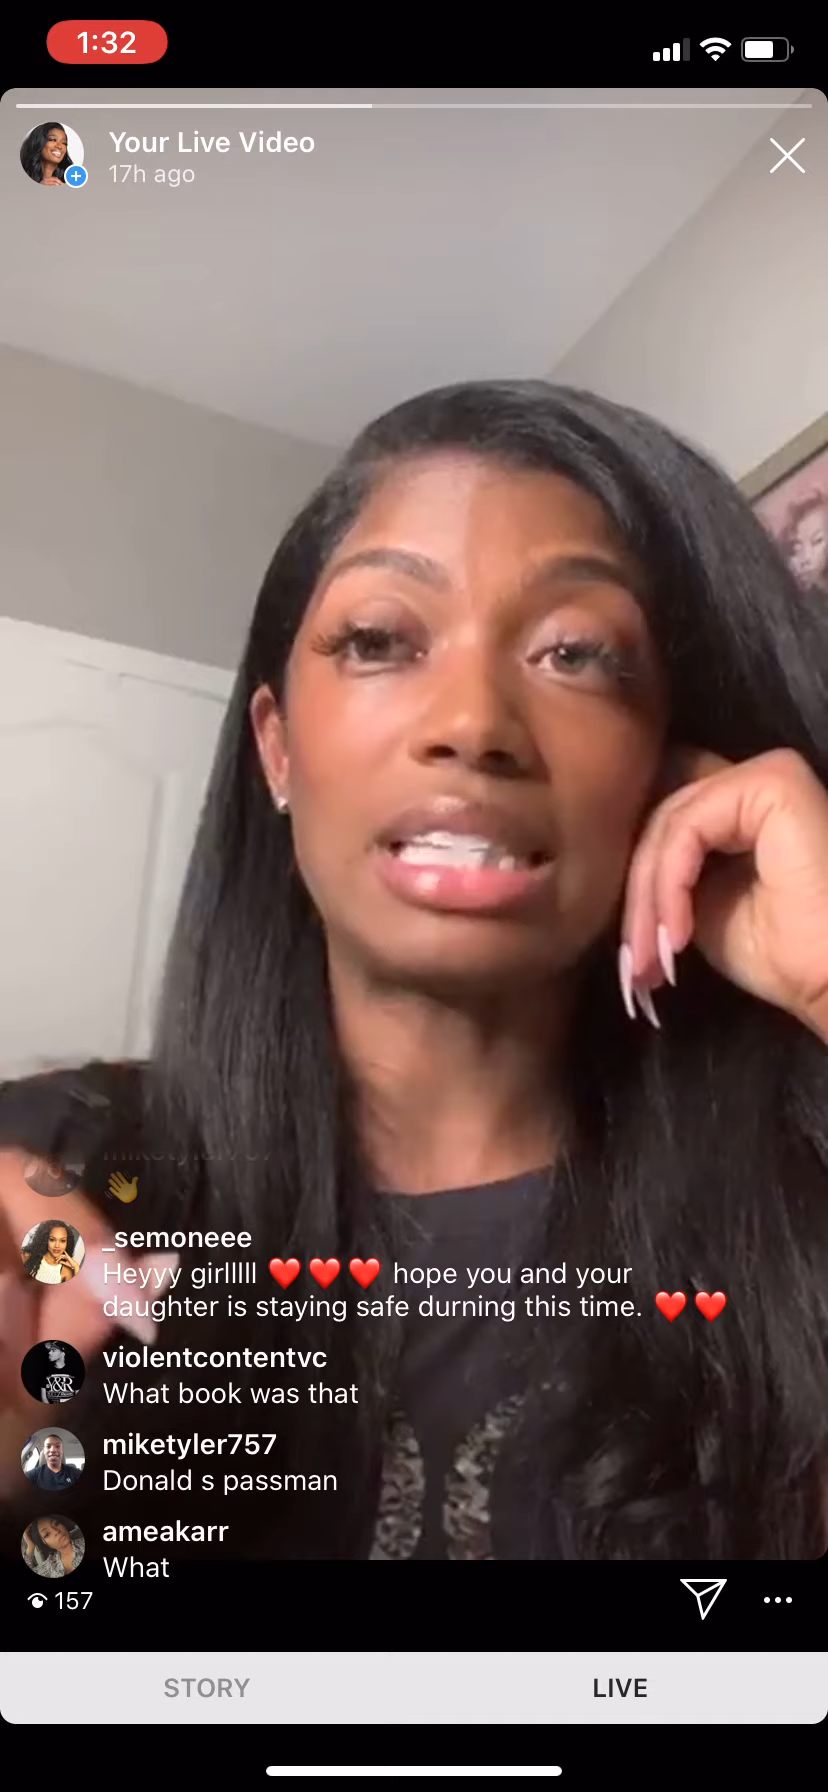 1:32
Your Live Video
17h ago
miketyler757
👋
_semoneee
Heyyy girlllll ❤️ ❤️ ❤️ hope you and your
daughter is staying safe durning this time. ❤️❤️
violentcontentvc
What book was that
miketyler757
Donald s passman
ameakarr
What
157
STORY
LIVE